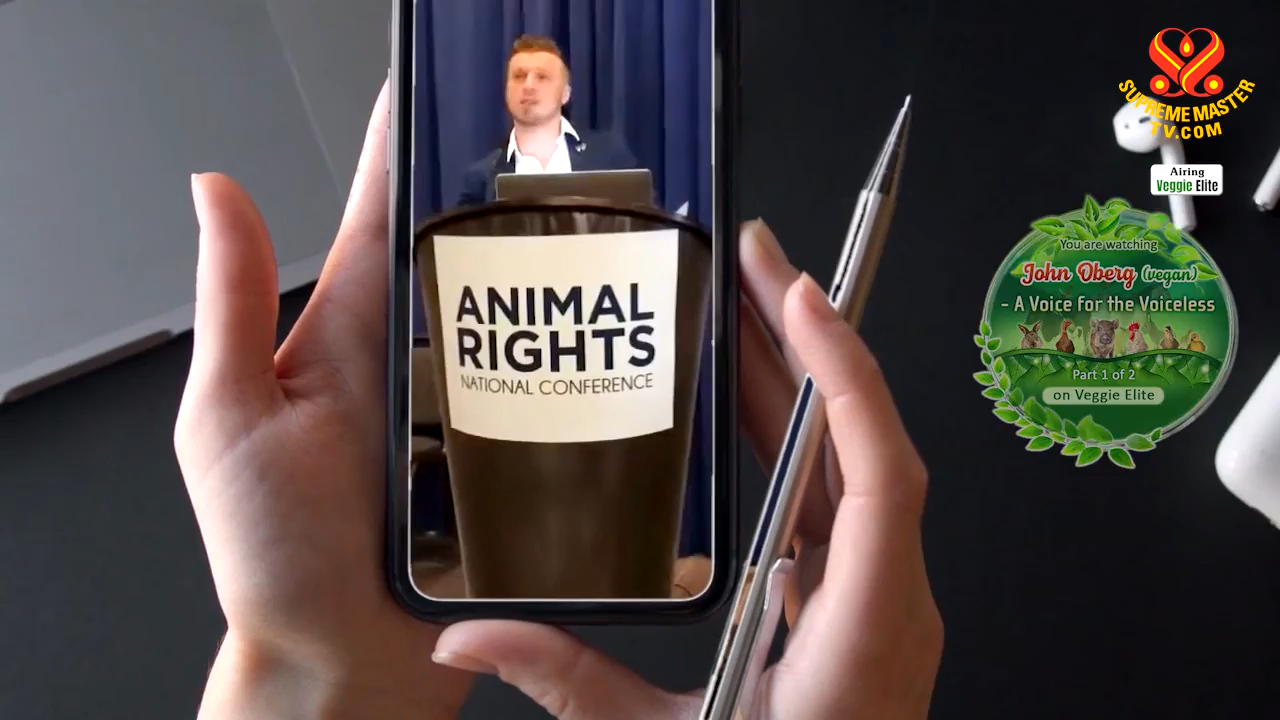 ANIMAL
RIGHTS
NATIONAL CONFERENCE
SUPREME MASTER
TV.COM
Airing
Veggie Elite
You are watching
John Oberg (vegan)
- A Voice for the Voiceless
Part 1 of 2
on Veggie Elite